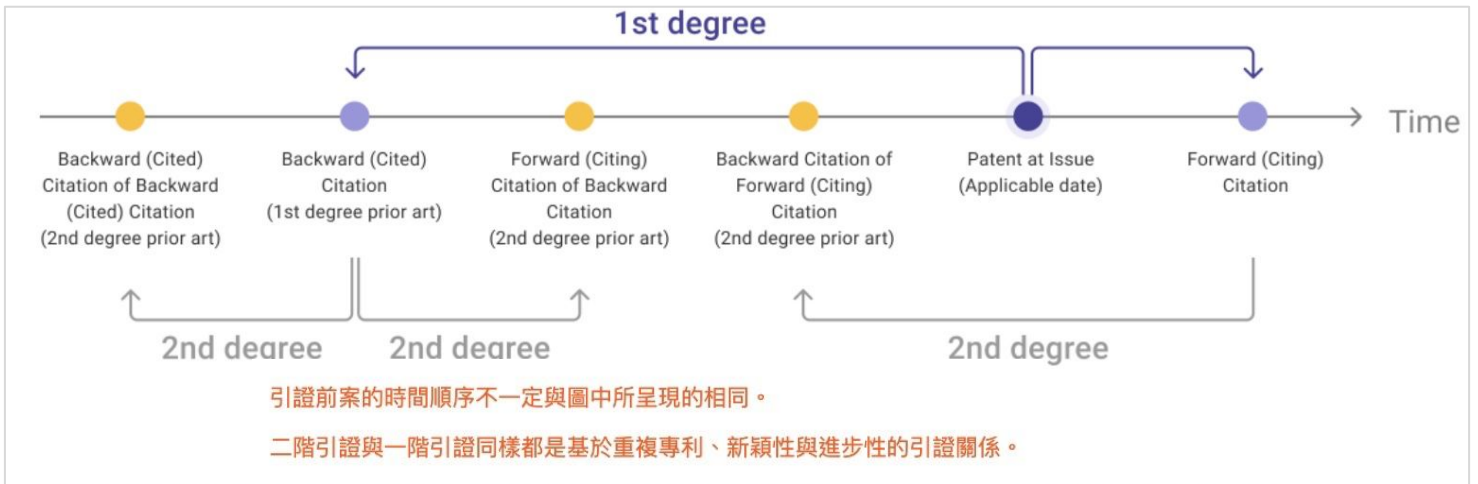 1st degree
Time
Backward (Cited)
Citation of Backward
(Cited) Citation
(2nd degree prior art)
Backward (Cited)
Citation
(1st degree prior art)
Forward (Citing)
Citation of Backward
Citation
(2nd degree prior art)
Backward Citation of
Forward (Citing)
Citation
(2nd degree prior art)
Patent at Issue
(Applicable date)
Forward (Citing)
Citation
2nd degree
2nd degree
2nd degree
引證前案的時間順序不一定與圖中所呈現的相同。
二階引證與一階引證同樣都是基於重複專利、新穎性與進步性的引證關係。